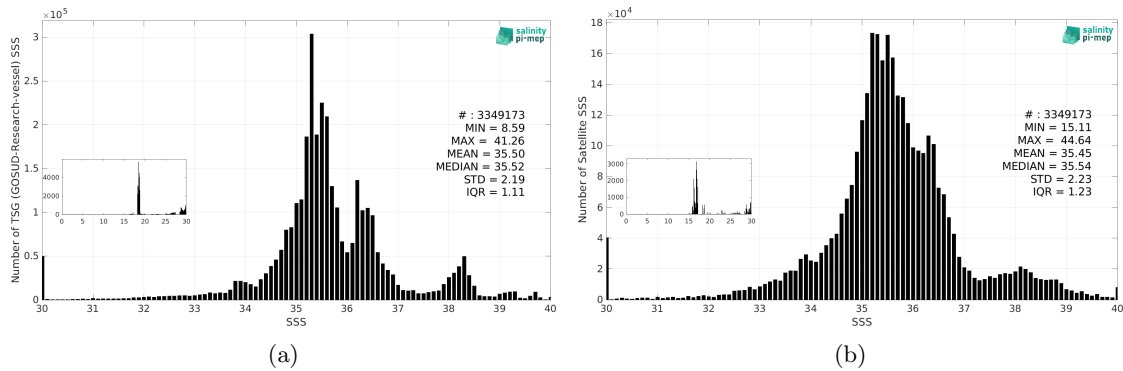 ×10⁵
3
2.5
2
1.5
1
0.5
0
Number of TSG (GOSUD-Research-vessel) SSS
salinity
pi-mep
# : 3349173
MIN = 8.59
MAX = 41.26
MEAN = 35.50
MEDIAN = 35.52
STD = 2.19
IQR = 1.11
4000
2000
0
0 5 10 15 20 25 30
30 31 32 33 34 35 36 37 38 39 40
SSS
(a)
×10⁴
18
16
14
12
10
8
6
4
2
0
Number of Satellite SSS
salinity
pi-mep
# : 3349173
MIN = 15.11
MAX = 44.64
MEAN = 35.45
MEDIAN = 35.54
STD = 2.23
IQR = 1.23
3000
2000
1000
0
0 5 10 15 20 25 30
30 31 32 33 34 35 36 37 38 39 40
SSS
(b)